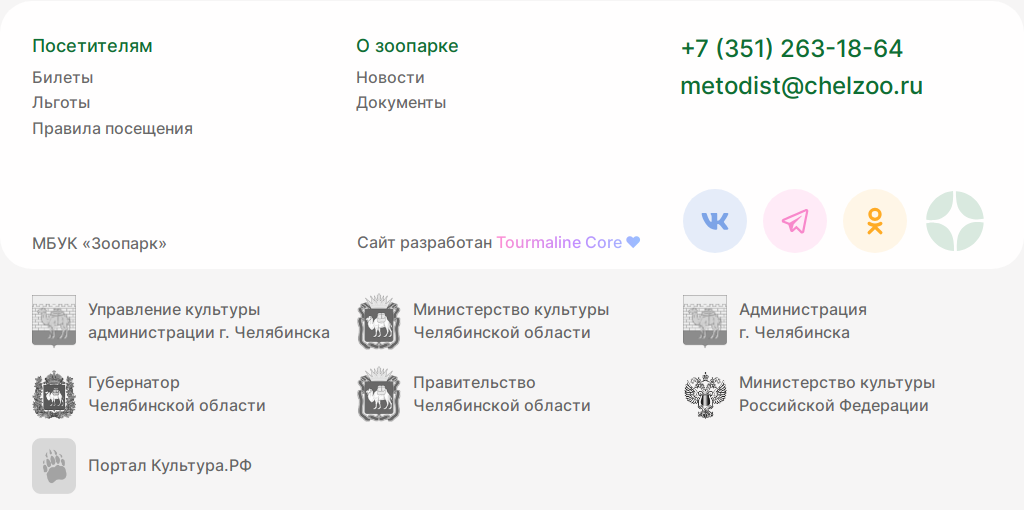 Посетителям
Билеты
Льготы
Правила посещения
О зоопарке
Новости
Документы
+7 (351) 263-18-64
metodist@chelzoo.ru
МБУК «Зоопарк»
Сайт разработан Tourmaline Core
Управление культуры
администрации г. Челябинска
Министерство культуры
Челябинской области
Администрация
г. Челябинска
Губернатор
Челябинской области
Правительство
Челябинской области
Министерство культуры
Российской Федерации
Портал Культура.РФ